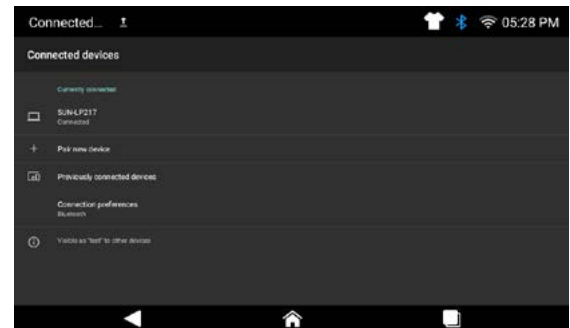 Connected... 05:28 PM
Connected devices
Currently connected
SUN-LP217
Connected
Pair new device
Previously connected devices
Connection preferences
Bluetooth
Visible as "test" to other devices